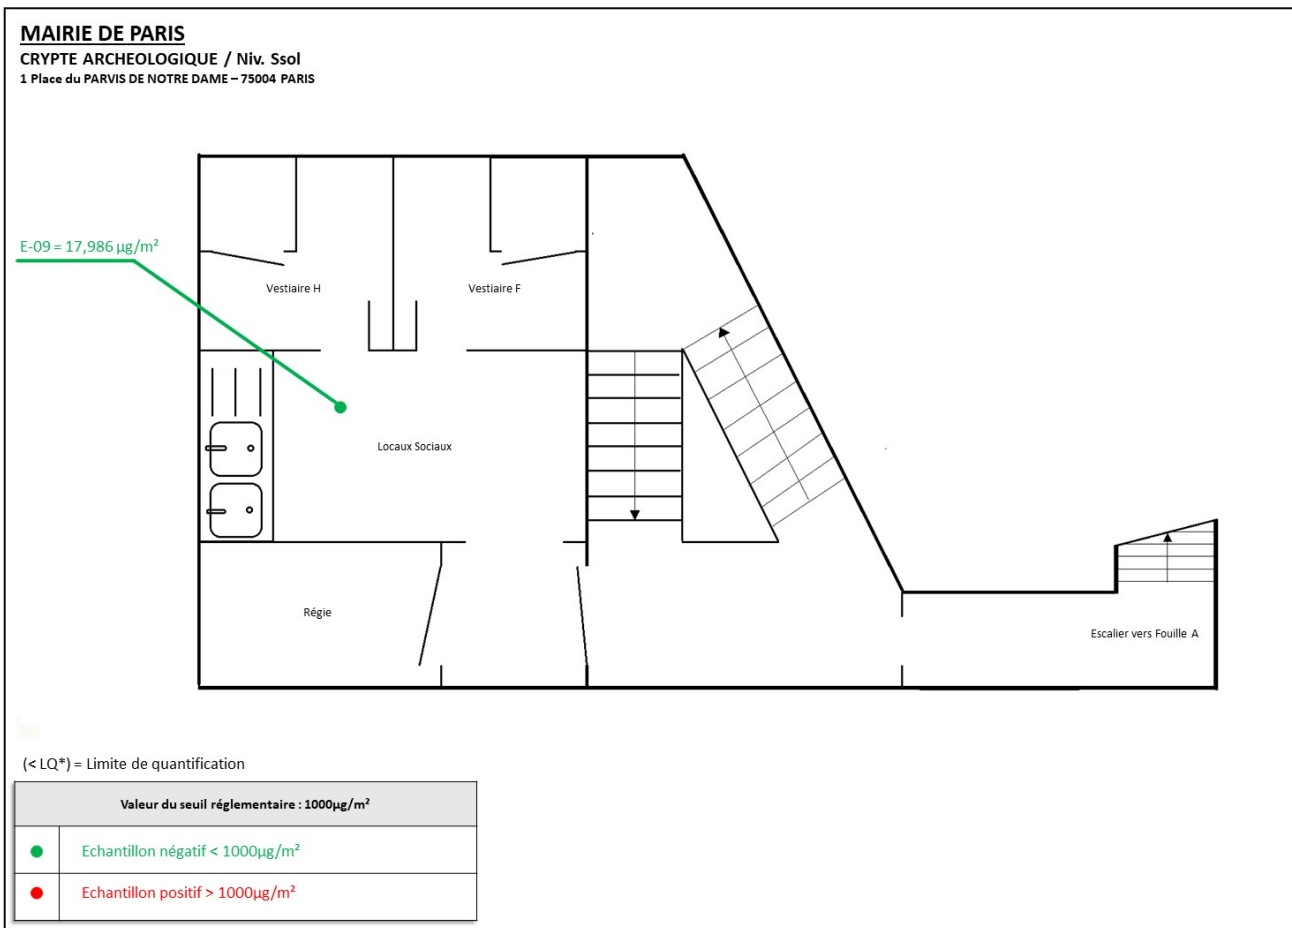 MAIRIE DE PARIS
CRYPTE ARCHEOLOGIQUE / Niv. Ssol
1 Place du PARVIS DE NOTRE DAME – 75004 PARIS
E-09 = 17,986 µg/m²
Vestiaire H
Vestiaire F
Locaux Sociaux
Régie
Escalier vers Fouille A
(< LQ*) = Limite de quantification
Valeur du seuil réglementaire : 1000µg/m²
Echantillon négatif < 1000µg/m²
Echantillon positif > 1000µg/m²